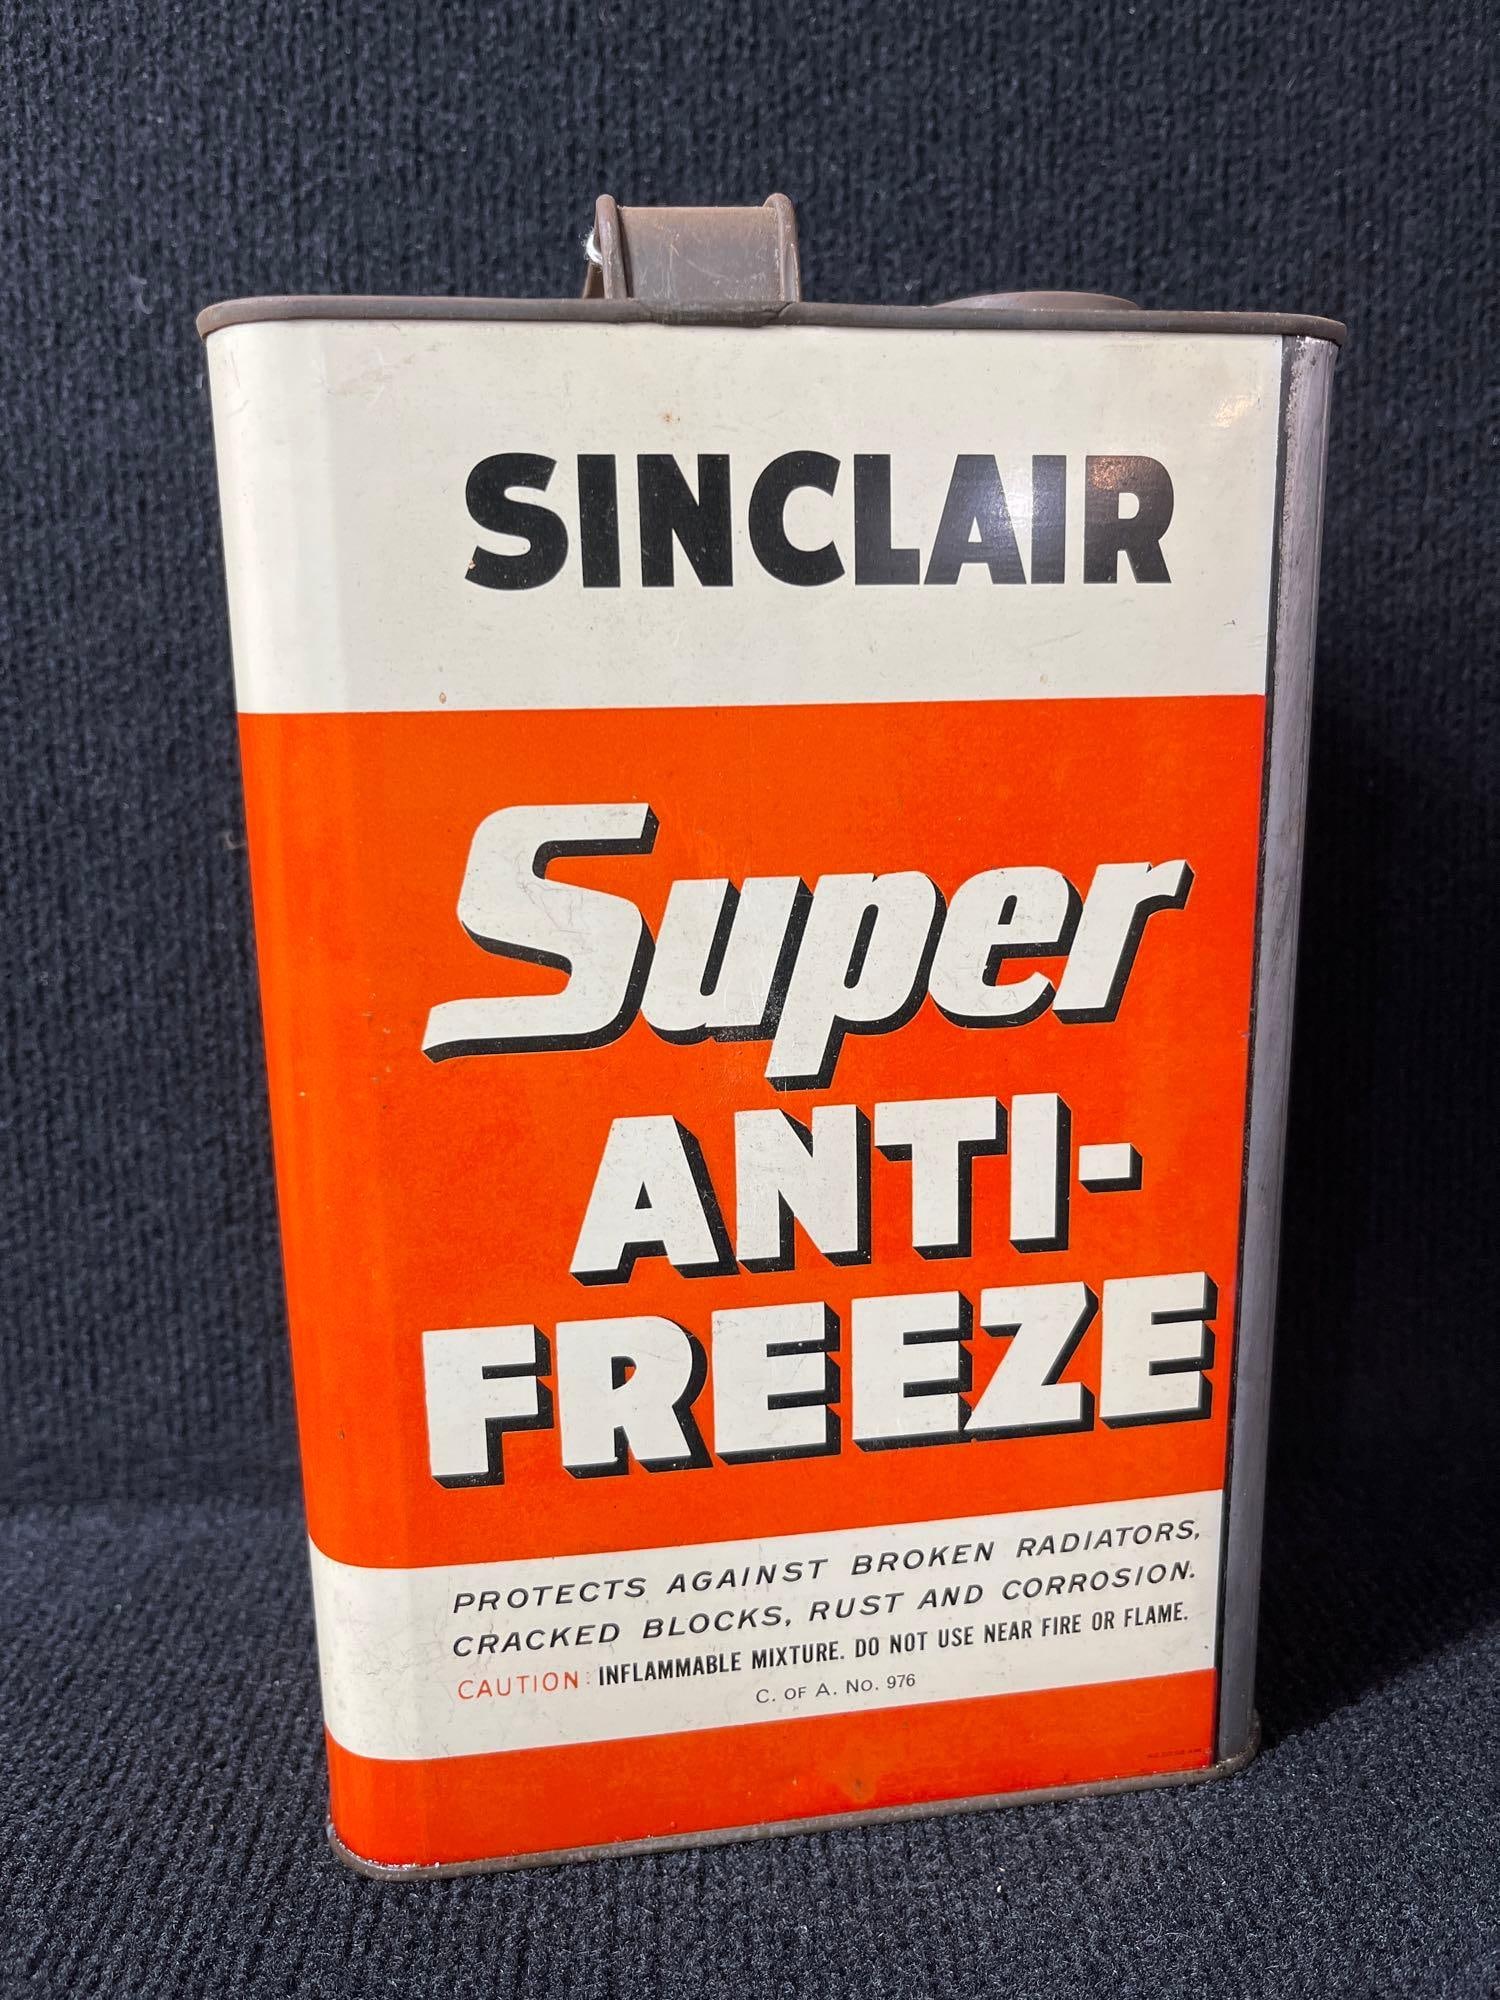 SINCLAIR
Super
ANTI-
FREEZE
PROTECTS AGAINST BROKEN RADIATORS,
CRACKED BLOCKS, RUST AND CORROSION.
CAUTION: INFLAMMABLE MIXTURE. DO NOT USE NEAR FIRE OR FLAME.
C. OF A. NO. 976